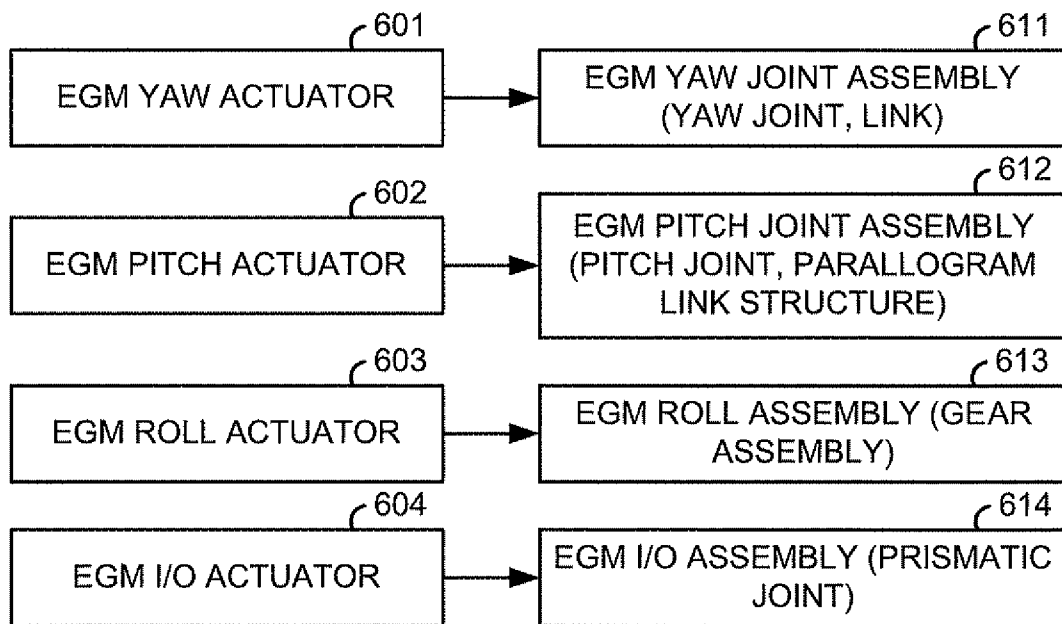 601
611
EGM YAW ACTUATOR
EGM YAW JOINT ASSEMBLY
(YAW JOINT, LINK)
602
612
EGM PITCH ACTUATOR
EGM PITCH JOINT ASSEMBLY
(PITCH JOINT, PARALLOGRAM
LINK STRUCTURE)
603
613
EGM ROLL ACTUATOR
EGM ROLL ASSEMBLY (GEAR
ASSEMBLY)
604
614
EGM I/O ACTUATOR
EGM I/O ASSEMBLY (PRISMATIC
JOINT)